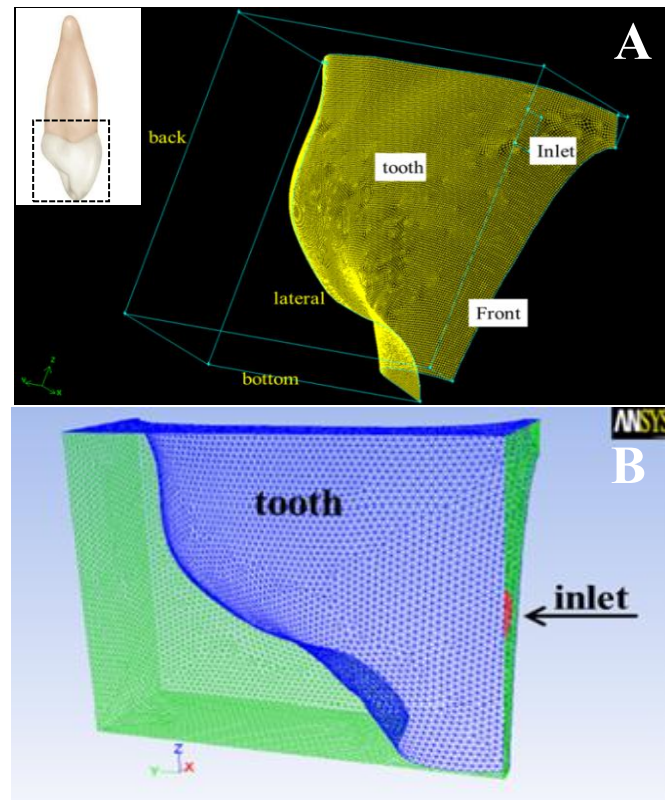 A
back
Inlet
tooth
lateral
Front
bottom
Z
Y
X
ANSYS
B
tooth
inlet
Z
Y
X